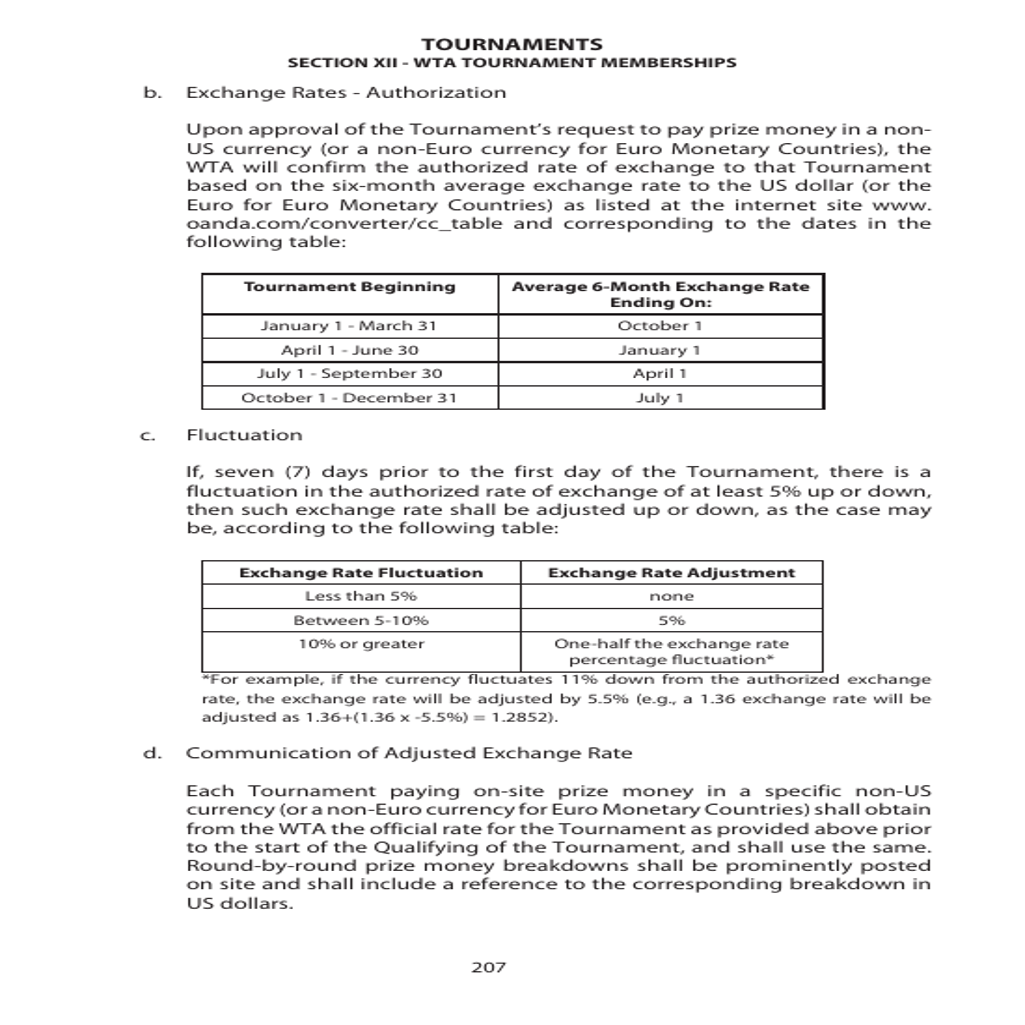 TOURNAMENTS
SECTION XII - WTA TOURNAMENT MEMBERSHIPS
b. Exchange Rates - Authorization
Upon approval of the Tournament's request to pay prize money in a non-
US currency (or a non-Euro currency for Euro Monetary Countries), the
WTA will confirm the authorized rate of exchange to that Tournament
based on the six-month average exchange rate to the US dollar (or the
Euro for Euro Monetary Countries) as listed at the internet site www.
oanda.com/converter/cc_table and corresponding to the dates in the
following table:
Tournament Beginning Average 6-Month Exchange Rate
Ending On:
January 1 - March 31 October 1
April 1 - June 30 January 1
July 1 - September 30 April 1
October 1 - December 31 July 1
c. Fluctuation
If, seven (7) days prior to the first day of the Tournament, there is a
fluctuation in the authorized rate of exchange of at least 5% up or down,
then such exchange rate shall be adjusted up or down, as the case may
be, according to the following table:
Exchange Rate Fluctuation Exchange Rate Adjustment
Less than 5% none
Between 5-10% 5%
10% or greater One-half the exchange rate
percentage fluctuation*
*For example, if the currency fluctuates 11% down from the authorized exchange
rate, the exchange rate will be adjusted by 5.5% (e.g., a 1.36 exchange rate will be
adjusted as 1.36+(1.36 x -5.5%) = 1.2852).
d. Communication of Adjusted Exchange Rate
Each Tournament paying on-site prize money in a specific non-US
currency (or a non-Euro currency for Euro Monetary Countries) shall obtain
from the WTA the official rate for the Tournament as provided above prior
to the start of the Qualifying of the Tournament, and shall use the same.
Round-by-round prize money breakdowns shall be prominently posted
on site and shall include a reference to the corresponding breakdown in
US dollars.
207